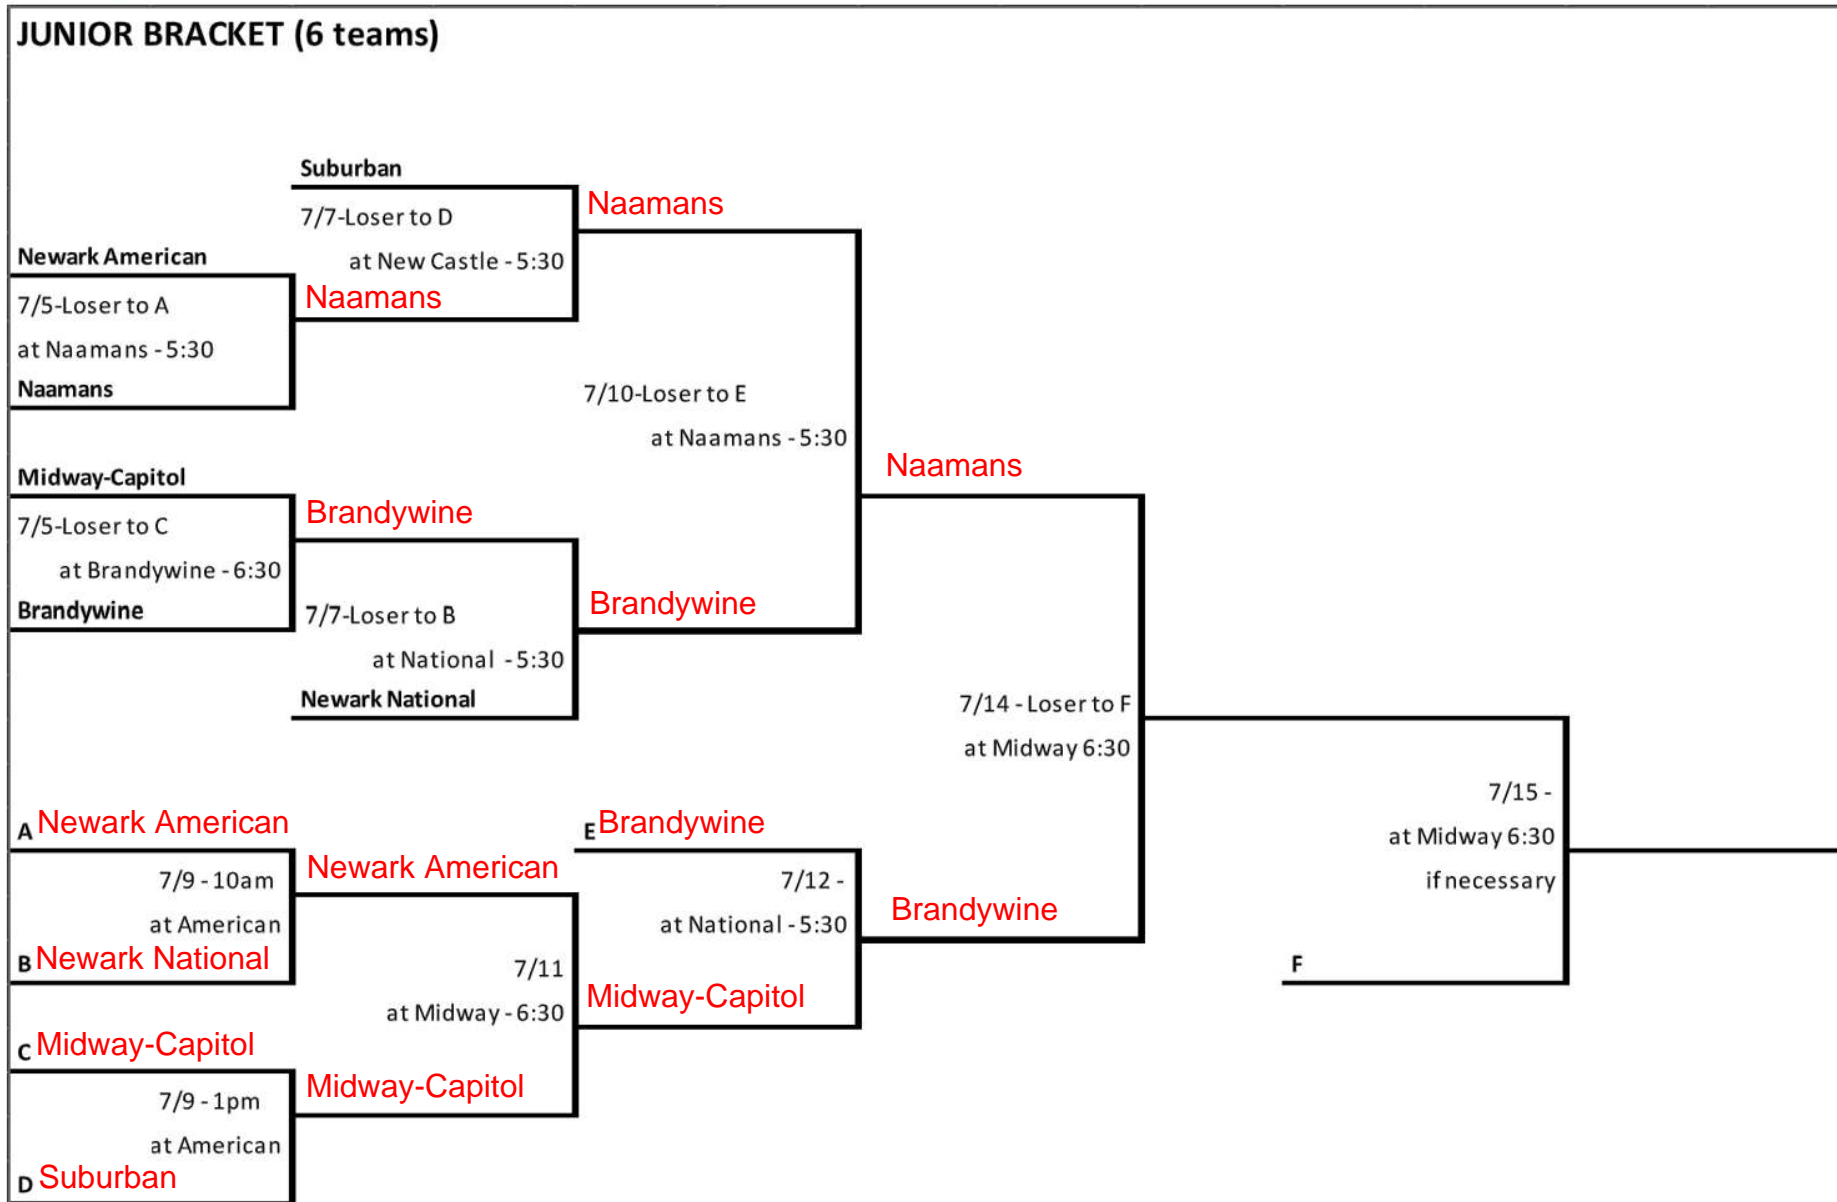 JUNIOR BRACKET (6 teams)
Suburban
7/7-Loser to D
at New Castle - 5:30
Naamans
Newark American
7/5-Loser to A
at Naamans - 5:30
Naamans
Naamans
7/10-Loser to E
at Naamans - 5:30
Naamans
Midway-Capitol
7/5-Loser to C
at Brandywine - 6:30
Brandywine
Brandywine
7/7-Loser to B
at National - 5:30
Newark National
Brandywine
7/14 - Loser to F
at Midway 6:30
7/15 -
at Midway 6:30
if necessary
F
A Newark American
7/9 - 10am
at American
B Newark National
Newark American
7/11
at Midway - 6:30
E Brandywine
7/12 -
at National - 5:30
Brandywine
Midway-Capitol
C Midway-Capitol
7/9 - 1pm
at American
D Suburban
Midway-Capitol